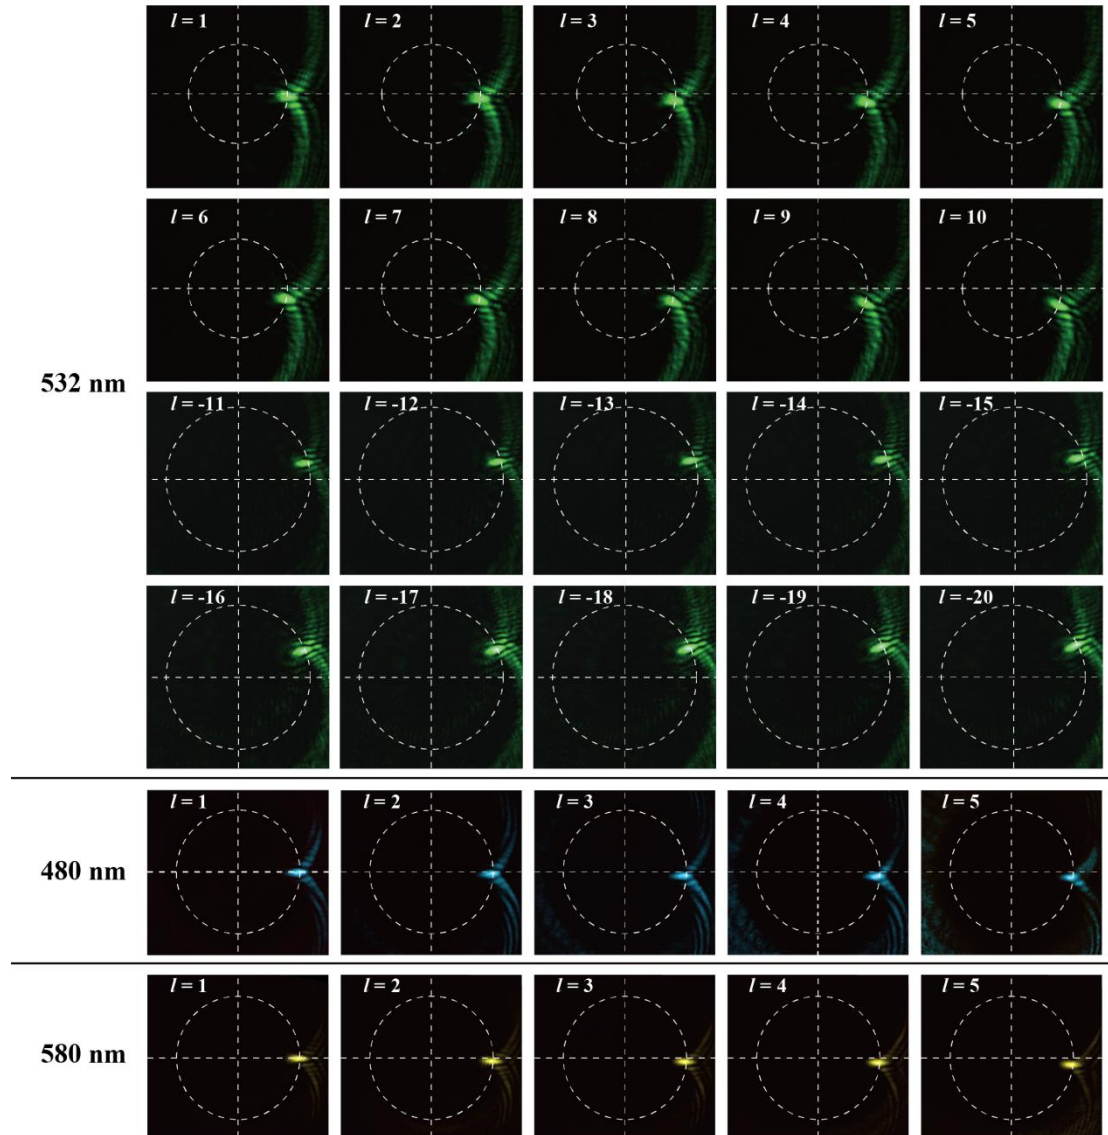 l = 1 l = 2 l = 3 l = 4 l = 5
l = 6 l = 7 l = 8 l = 9 l = 10
532 nm
l = -11 l = -12 l = -13 l = -14 l = -15
l = -16 l = -17 l = -18 l = -19 l = -20
l = 1 l = 2 l = 3 l = 4 l = 5
480 nm
l = 1 l = 2 l = 3 l = 4 l = 5
580 nm